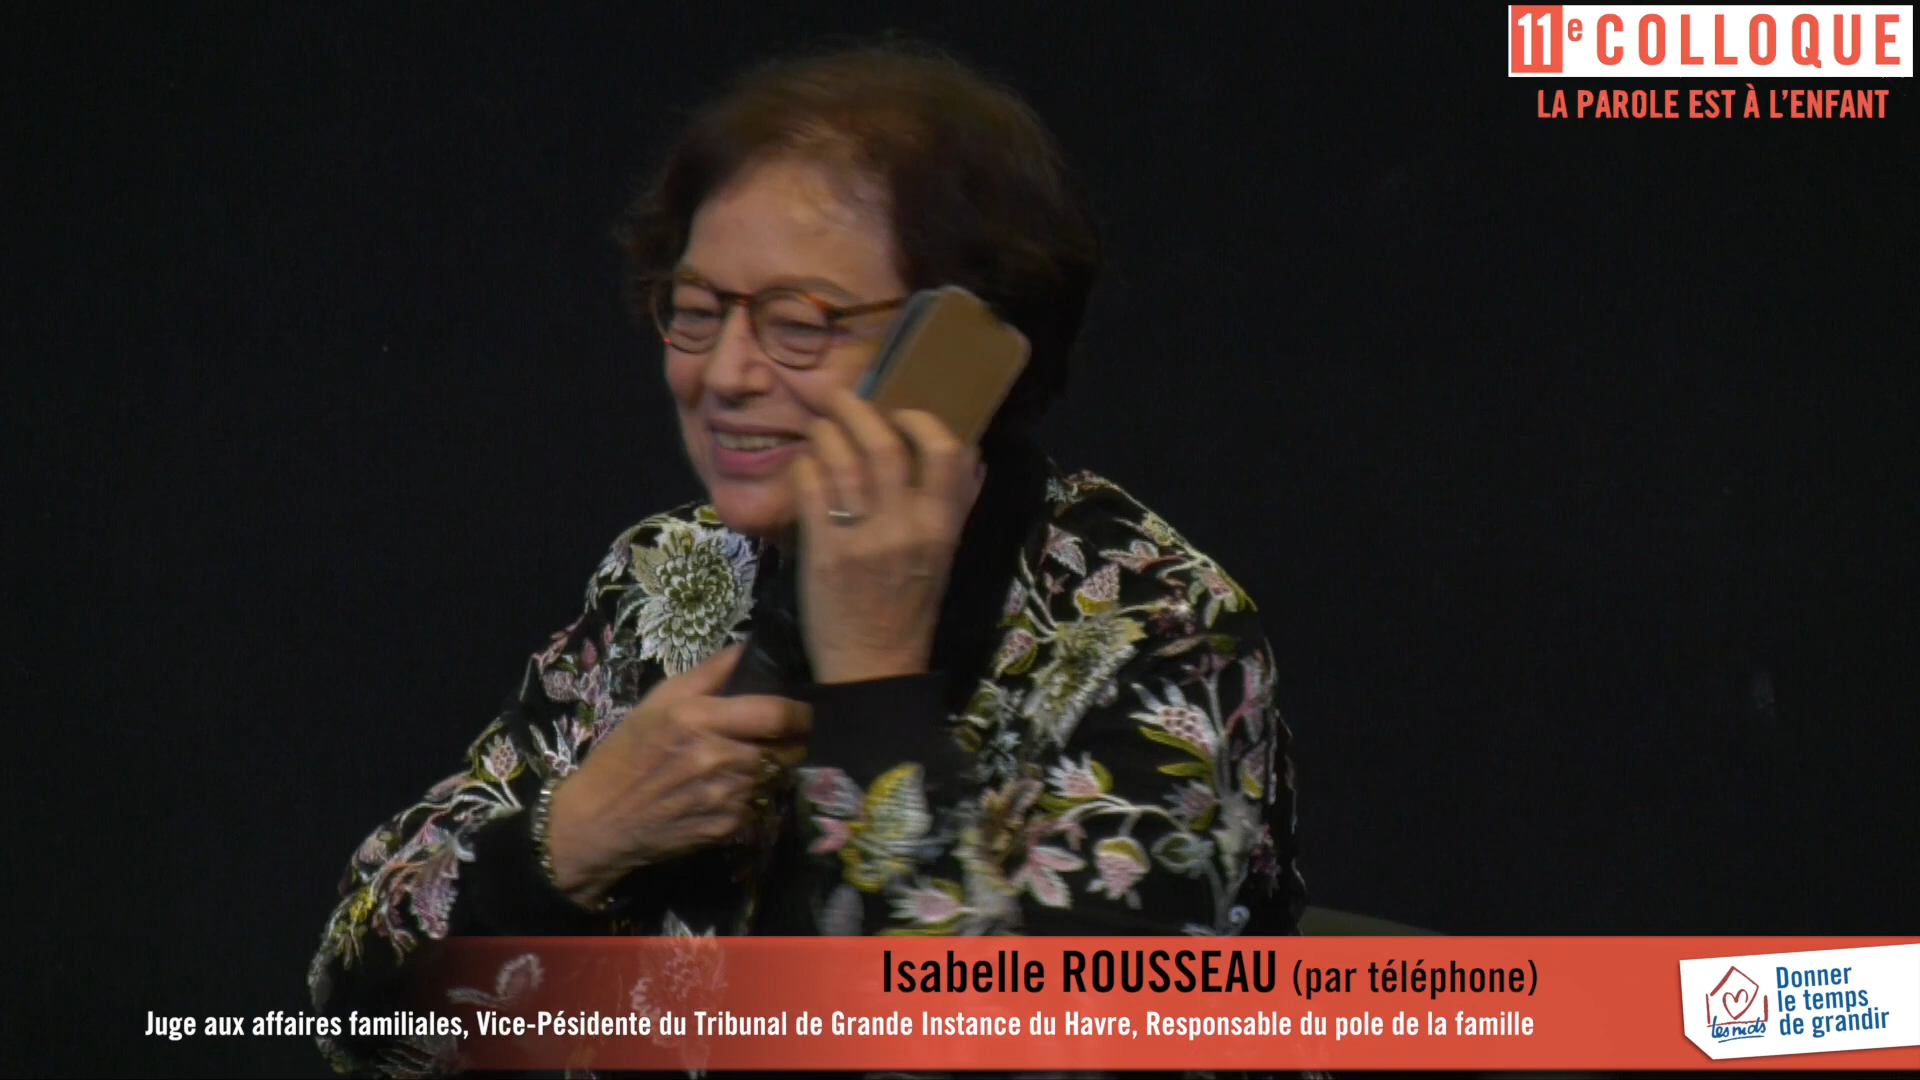 11e COLLOQUE
LA PAROLE EST À L'ENFANT
Isabelle ROUSSEAU (par téléphone)
Juge aux affaires familiales, Vice-Pésidente du Tribunal de Grande Instance du Havre, Responsable du pole de la famille
les nids
Donner
le temps
de grandir